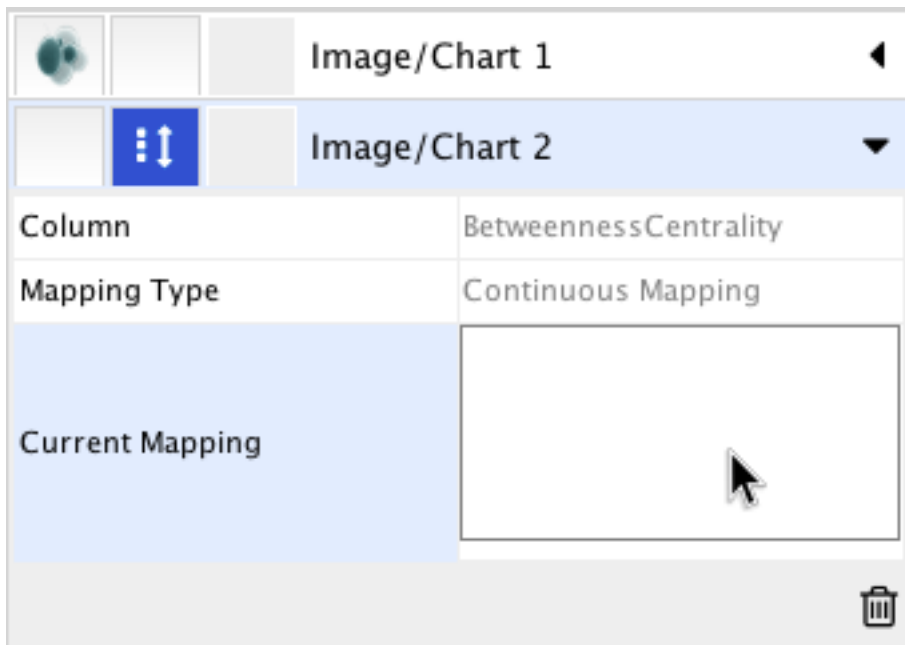 Image/Chart 1
Image/Chart 2
Column BetweennessCentrality
Mapping Type Continuous Mapping
Current Mapping